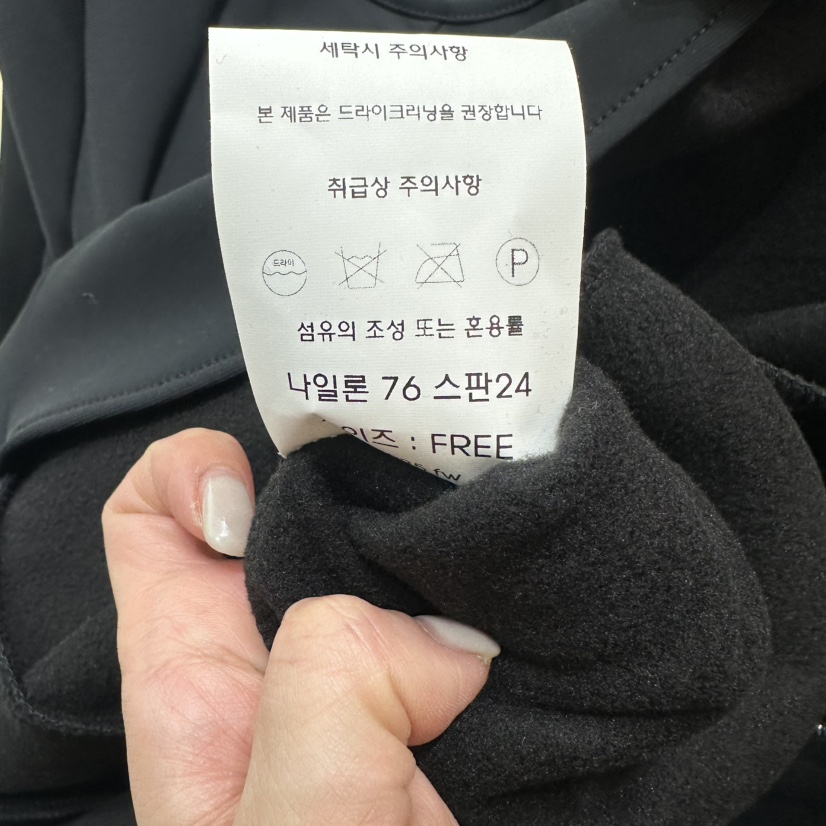 세탁시 주의사항
본 제품은 드라이크리닝을 권장합니다
취급상 주의사항
드라이 P
섬유의 조성 또는 혼용률
나일론 76 스판24
: FREE
fw